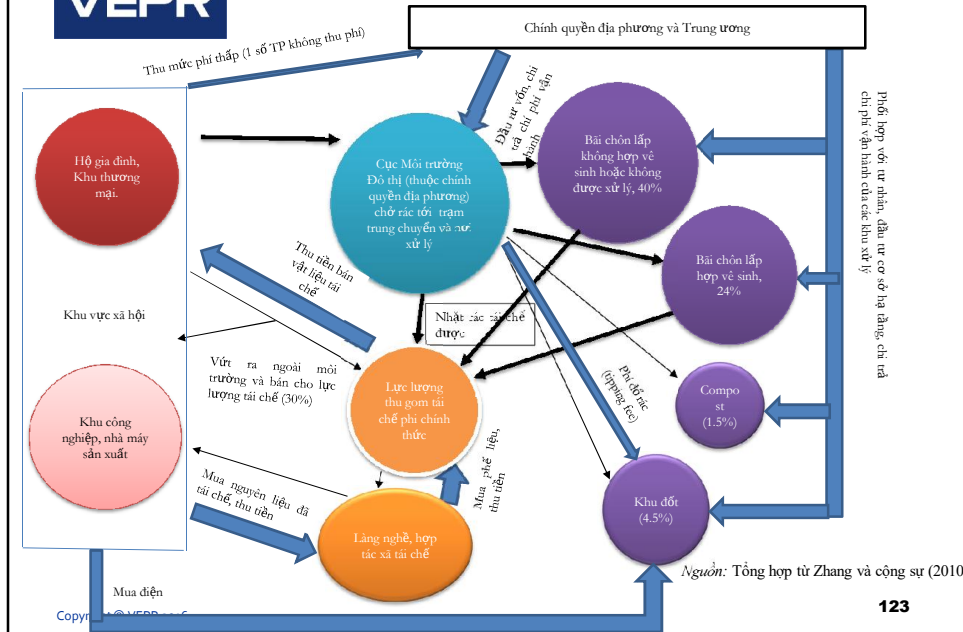 VEPR
Chính quyền địa phương và Trung ương
Thu mức phí thấp (1 số TP không thu phí)
Đầu tư vốn, chi
trả chi phí vận
hành
Phối hợp với tư nhân, đầu tư cơ sở hạ tầng, chi trả
chi phí vận hành của các khu xử lý
Hộ gia đình,
Khu thương
mại.
Cục Môi trường
Đô thị (thuộc chính
quyền địa phương)
chở rác tới trạm
trung chuyển và nơi
xử lý
Bãi chôn lấp
không hợp vê
sinh hoặc không
được xử lý, 40%
Bãi chôn lấp
hợp vê sinh,
24%
Thu tiền bán
vật liệu tái
chế
Khu vực xã hội
Nhặt rác tái chế
được
Vứt ra ngoài môi
trường và bán cho lực
lượng tái chế (30%)
Lực lượng
thu gom tái
chế phi chính
thức
Phí đổ rác
(tipping fee)
Compo
st
(1.5%)
Khu công
nghiệp, nhà máy
sản xuất
Mua phế liệu,
thu tiền
Mua nguyên liệu đã
tái chế, thu tiền
Khu đốt
(4.5%)
Làng nghề, hợp
tác xã tái chế
Nguồn: Tổng hợp từ Zhang và cộng sự (2010
Mua điện
123